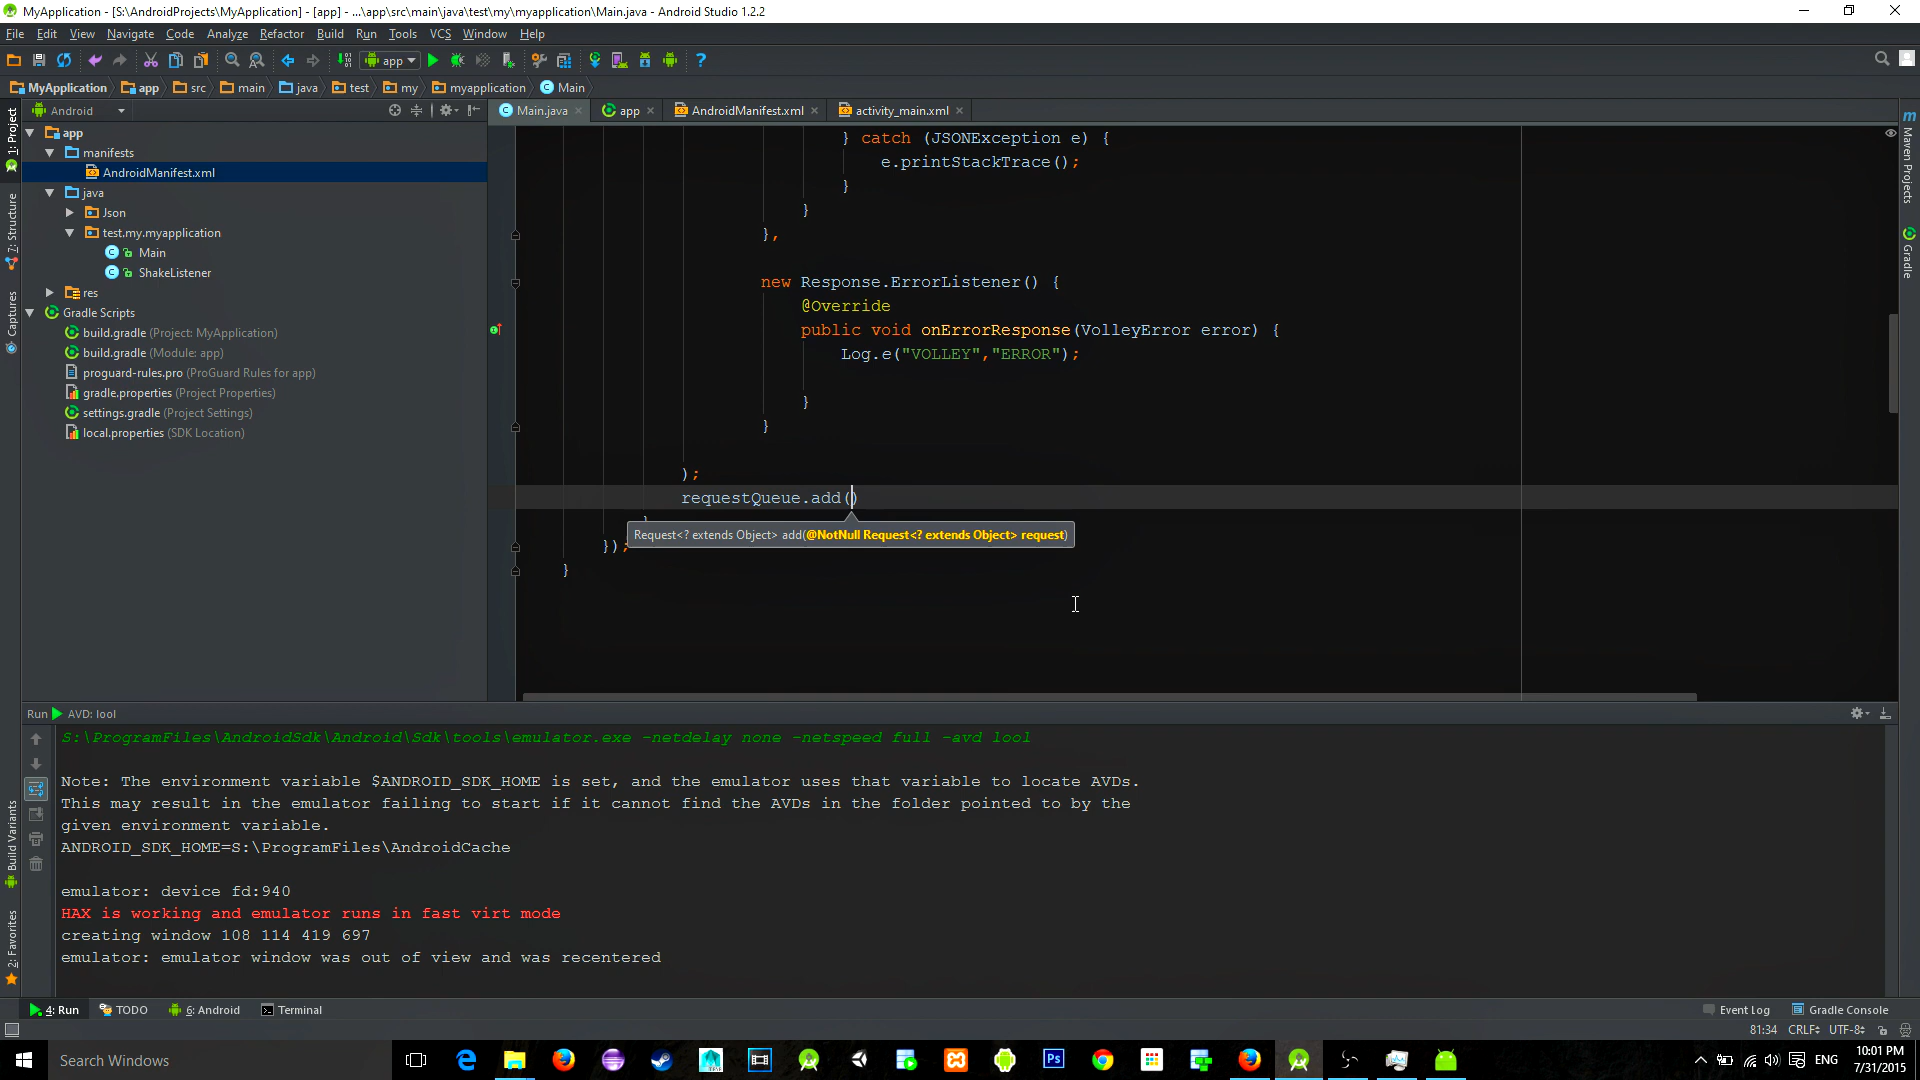 MyApplication - [S:\AndroidProjects\MyApplication] - [app] - ...\app\src\main\java\test\my\myapplication\Main.java - Android Studio 1.2.2
File Edit View Navigate Code Analyze Refactor Build Run Tools VCS Window Help
app
MyApplication app src main java test my myapplication Main
Android
Main.java app AndroidManifest.xml activity_main.xml
1: Project
7: Structure
Captures
Build Variants
2: Favorites
app
manifests
AndroidManifest.xml
java
Json
test.my.myapplication
Main
ShakeListener
res
Gradle Scripts
build.gradle (Project: MyApplication)
build.gradle (Module: app)
proguard-rules.pro (ProGuard Rules for app)
gradle.properties (Project Properties)
settings.gradle (Project Settings)
local.properties (SDK Location)
} catch (JSONException e) {
e.printStackTrace();
}
}
},
new Response.ErrorListener() {
@Override
public void onErrorResponse(VolleyError error) {
Log.e("VOLLEY","ERROR");
}
}
);
requestQueue.add()
Request<? extends Object> add(@NotNull Request<? extends Object> request)
});
}
Maven Projects
Gradle
Run AVD: lool
S:\ProgramFiles\AndroidSdk\Android\Sdk\tools\emulator.exe -netdelay none -netspeed full -avd lool
Note: The environment variable $ANDROID_SDK_HOME is set, and the emulator uses that variable to locate AVDs.
This may result in the emulator failing to start if it cannot find the AVDs in the folder pointed to by the
given environment variable.
ANDROID_SDK_HOME=S:\ProgramFiles\AndroidCache
emulator: device fd:940
HAX is working and emulator runs in fast virt mode
creating window 108 114 419 697
emulator: emulator window was out of view and was recentered
4: Run TODO 6: Android Terminal Event Log Gradle Console
81:34 CRLF UTF-8
Search Windows
Ps
ENG
10:01 PM
7/31/2015